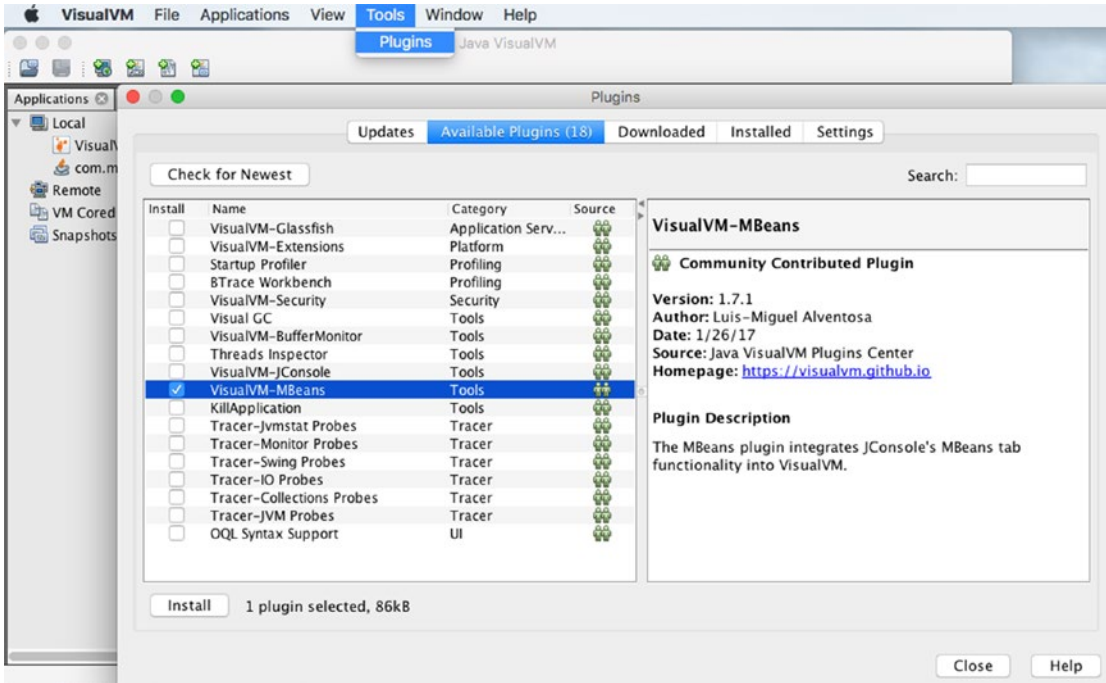 VisualVM File Applications View Tools Window Help
Plugins
Java VisualVM
Applications
Local
VisualV
com.m
Remote
VM Cored
Snapshots
Plugins
Updates Available Plugins (18) Downloaded Installed Settings
Check for Newest
Search:
Install Name Category Source
VisualVM-Glassfish Application Serv...
VisualVM-Extensions Platform
Startup Profiler Profiling
BTrace Workbench Profiling
VisualVM-Security Security
Visual GC Tools
VisualVM-BufferMonitor Tools
Threads Inspector Tools
VisualVM-JConsole Tools
VisualVM-MBeans Tools
KillApplication Tools
Tracer-Jvmstat Probes Tracer
Tracer-Monitor Probes Tracer
Tracer-Swing Probes Tracer
Tracer-IO Probes Tracer
Tracer-Collections Probes Tracer
Tracer-JVM Probes Tracer
OQL Syntax Support UI
VisualVM-MBeans
Community Contributed Plugin
Version: 1.7.1
Author: Luis-Miguel Alventosa
Date: 1/26/17
Source: Java VisualVM Plugins Center
Homepage: https://visualvm.github.io
Plugin Description
The MBeans plugin integrates JConsole's MBeans tab
functionality into VisualVM.
Install 1 plugin selected, 86kB
Close Help